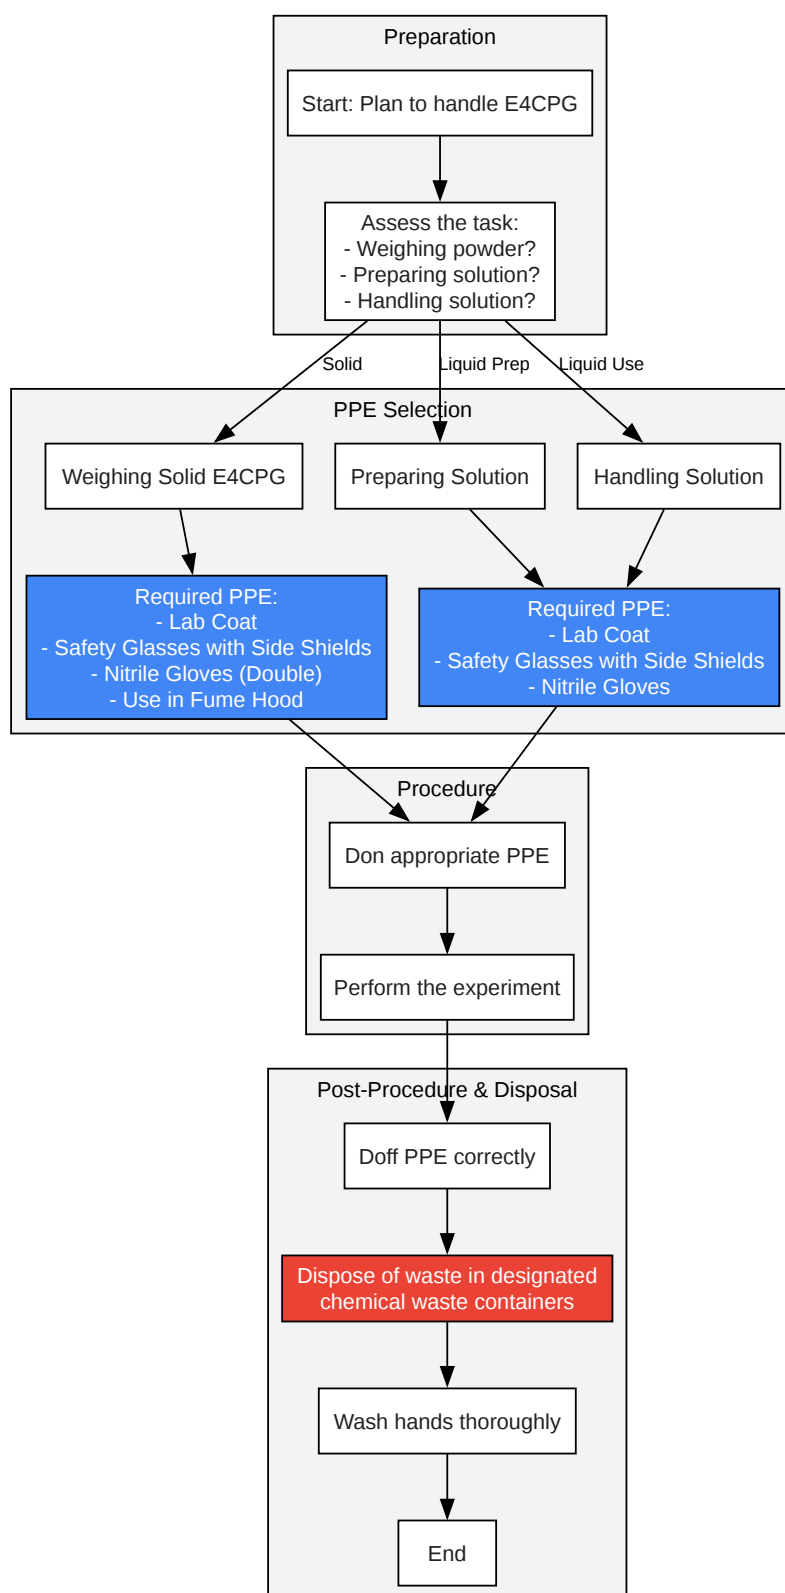 Preparation
Start: Plan to handle E4CPG
Assess the task:
- Weighing powder?
- Preparing solution?
- Handling solution?
Solid
Liquid Prep
Liquid Use
PPE Selection
Weighing Solid E4CPG
Preparing Solution
Handling Solution
Required PPE:
- Lab Coat
- Safety Glasses with Side Shields
- Nitrile Gloves (Double)
- Use in Fume Hood
Required PPE:
- Lab Coat
- Safety Glasses with Side Shields
- Nitrile Gloves
Procedure
Don appropriate PPE
Perform the experiment
Post-Procedure & Disposal
Doff PPE correctly
Dispose of waste in designated
chemical waste containers
Wash hands thoroughly
End